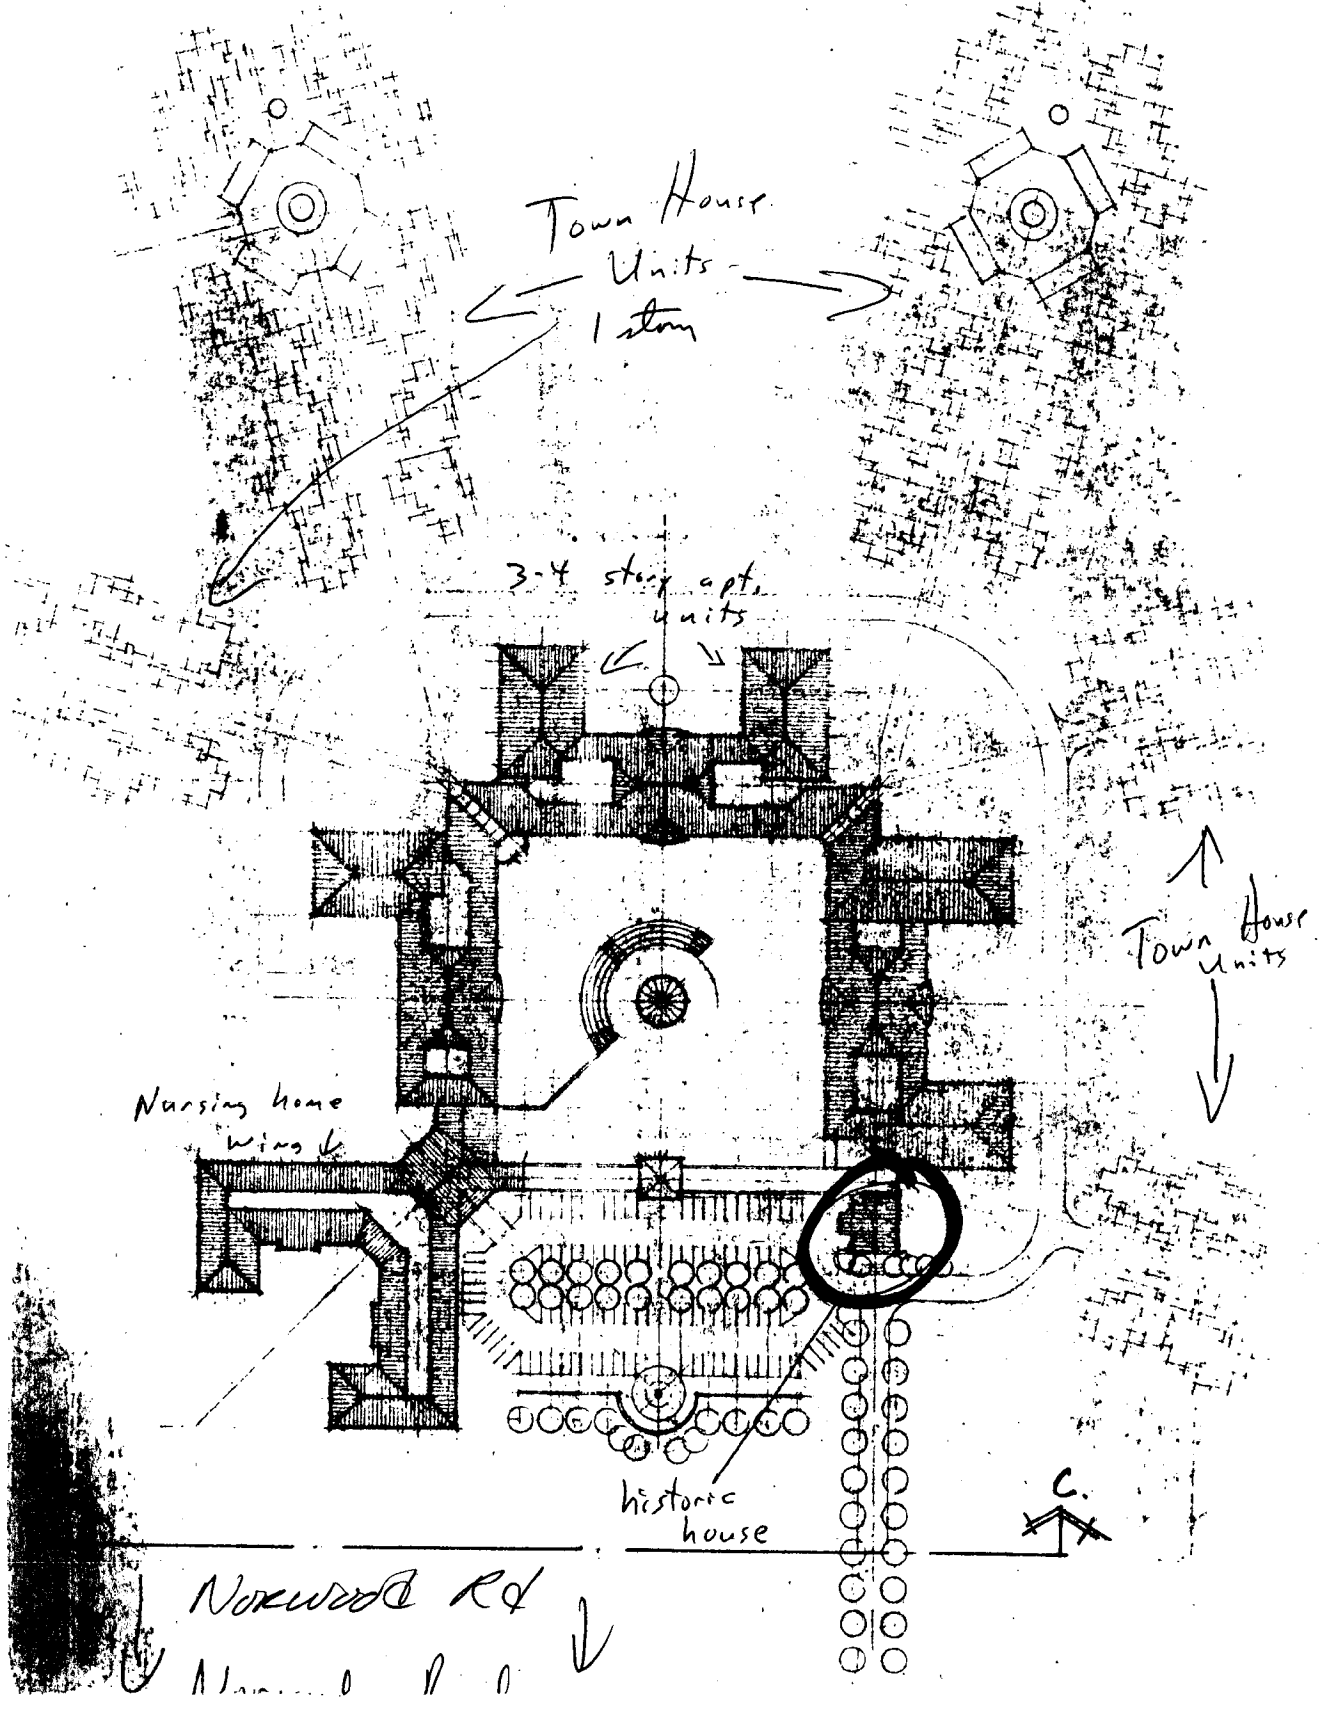 Town House
Units
1 story
3-4 story apt.
units
Town House
Units
Nursing home
wing
historic
house
C.
Norwood Rd